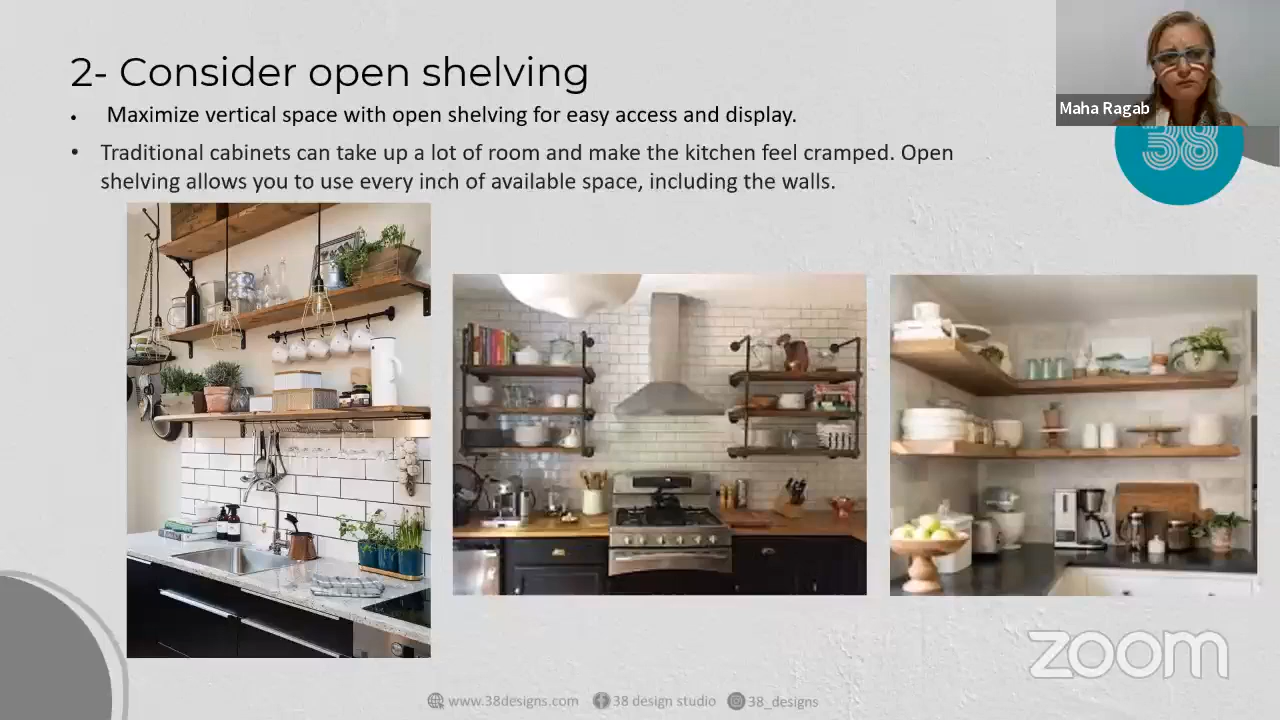 2- Consider open shelving
• Maximize vertical space with open shelving for easy access and display.
• Traditional cabinets can take up a lot of room and make the kitchen feel cramped. Open
shelving allows you to use every inch of available space, including the walls.
Maha Ragab
38
zoom
www.38designs.com 38 design studio 38_designs